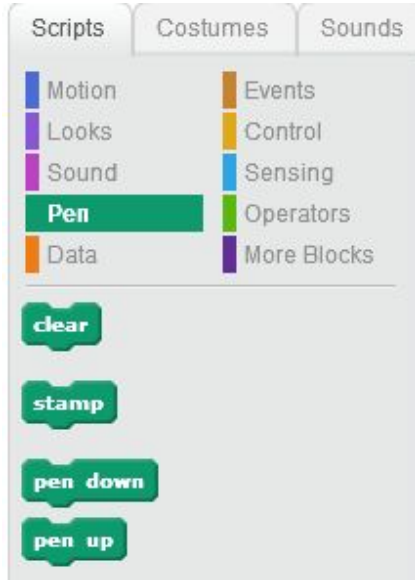 Scripts Costumes Sounds
Motion Events
Looks Control
Sound Sensing
Pen Operators
Data More Blocks
clear
stamp
pen down
pen up